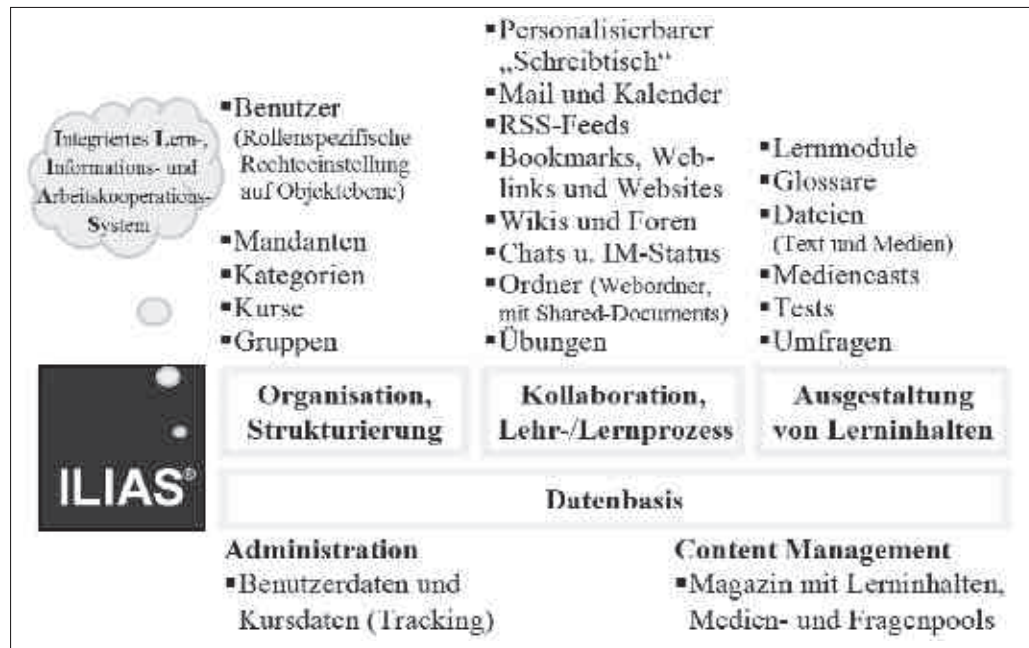 Integriertes Lern-,
Informations- und
Arbeitskooperations-
System
ILIAS®
▪Benutzer
(Rollenspezifische
Rechteeinstellung
auf Objektebene)
▪Mandanten
▪Kategorien
▪Kurse
▪Gruppen
Organisation,
Strukturierung
▪Personalisierbarer
„Schreibtisch“
▪Mail und Kalender
▪RSS-Feeds
▪Bookmarks, Web-
links und Websites
▪Wikis und Foren
▪Chats u. IM-Status
▪Ordner (Webordner,
mit Shared-Documents)
▪Übungen
Kollaboration,
Lehr-/Lernprozess
▪Lernmodule
▪Glossare
▪Dateien
(Text und Medien)
▪Mediencasts
▪Tests
▪Umfragen
Ausgestaltung
von Lerninhalten
Datenbasis
Administration
▪Benutzerdaten und
Kursdaten (Tracking)
Content Management
▪Magazin mit Lerninhalten,
Medien- und Fragenpools